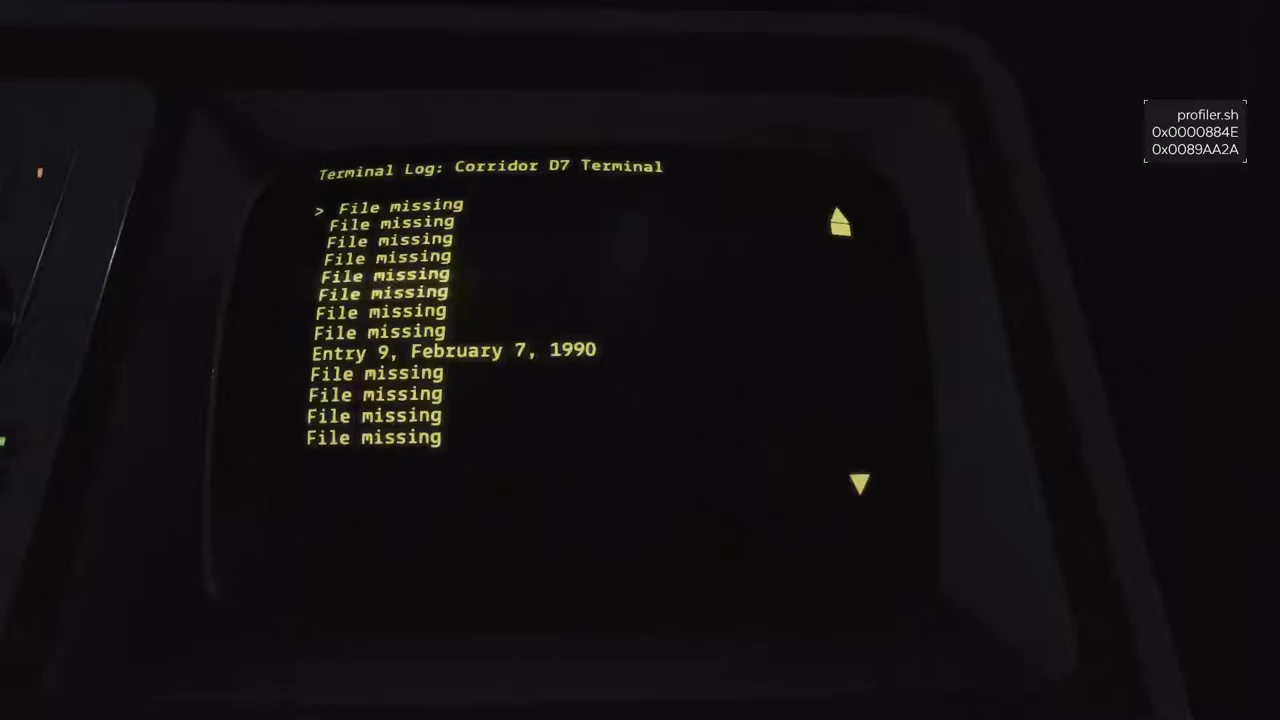 Terminal Log: Corridor D7 Terminal
> File missing
File missing
File missing
File missing
File missing
File missing
File missing
File missing
Entry 9, February 7, 1990
File missing
File missing
File missing
File missing
profiler.sh
0x0000884E
0x0089AA2A